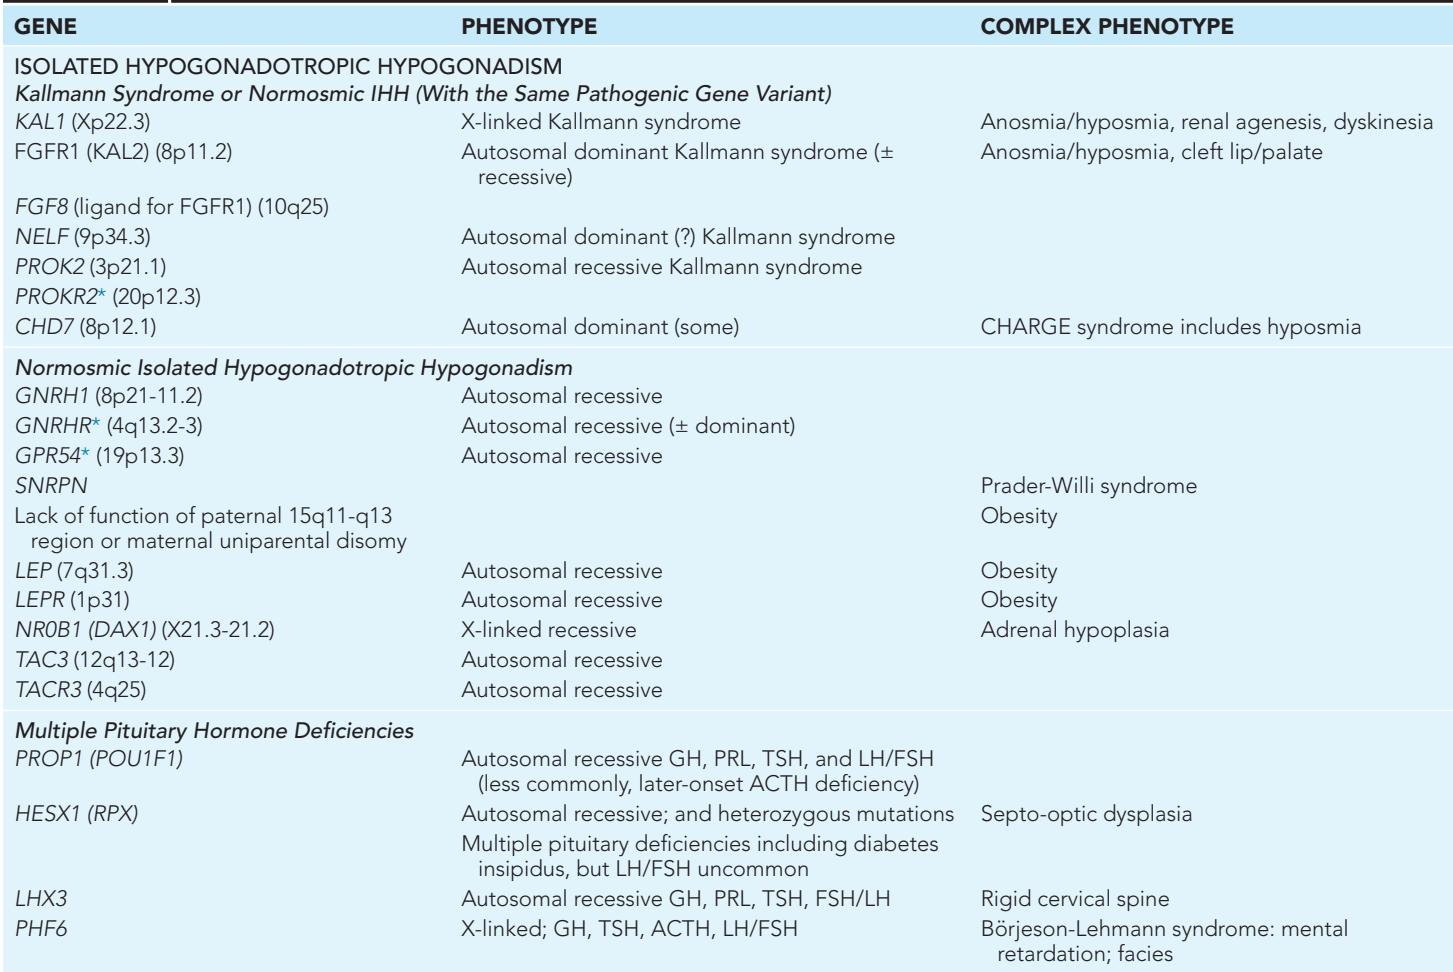 GENE PHENOTYPE COMPLEX PHENOTYPE
ISOLATED HYPOGONADOTROPIC HYPOGONADISM
Kallmann Syndrome or Normosmic IHH (With the Same Pathogenic Gene Variant)
KAL1 (Xp22.3) X-linked Kallmann syndrome Anosmia/hyposmia, renal agenesis, dyskinesia
FGFR1 (KAL2) (8p11.2) Autosomal dominant Kallmann syndrome (± Anosmia/hyposmia, cleft lip/palate
recessive)
FGF8 (ligand for FGFR1) (10q25)
NELF (9p34.3) Autosomal dominant (?) Kallmann syndrome
PROK2 (3p21.1) Autosomal recessive Kallmann syndrome
PROKR2* (20p12.3)
CHD7 (8p12.1) Autosomal dominant (some) CHARGE syndrome includes hyposmia
Normosmic Isolated Hypogonadotropic Hypogonadism
GNRH1 (8p21-11.2) Autosomal recessive
GNRHR* (4q13.2-3) Autosomal recessive (± dominant)
GPR54* (19p13.3) Autosomal recessive
SNRPN Prader-Willi syndrome
Lack of function of paternal 15q11-q13 Obesity
region or maternal uniparental disomy
LEP (7q31.3) Autosomal recessive Obesity
LEPR (1p31) Autosomal recessive Obesity
NR0B1 (DAX1) (X21.3-21.2) X-linked recessive Adrenal hypoplasia
TAC3 (12q13-12) Autosomal recessive
TACR3 (4q25) Autosomal recessive
Multiple Pituitary Hormone Deficiencies
PROP1 (POU1F1) Autosomal recessive GH, PRL, TSH, and LH/FSH
(less commonly, later-onset ACTH deficiency)
HESX1 (RPX) Autosomal recessive; and heterozygous mutations Septo-optic dysplasia
Multiple pituitary deficiencies including diabetes
insipidus, but LH/FSH uncommon
LHX3 Autosomal recessive GH, PRL, TSH, FSH/LH Rigid cervical spine
PHF6 X-linked; GH, TSH, ACTH, LH/FSH Börjeson-Lehmann syndrome: mental
retardation; facies